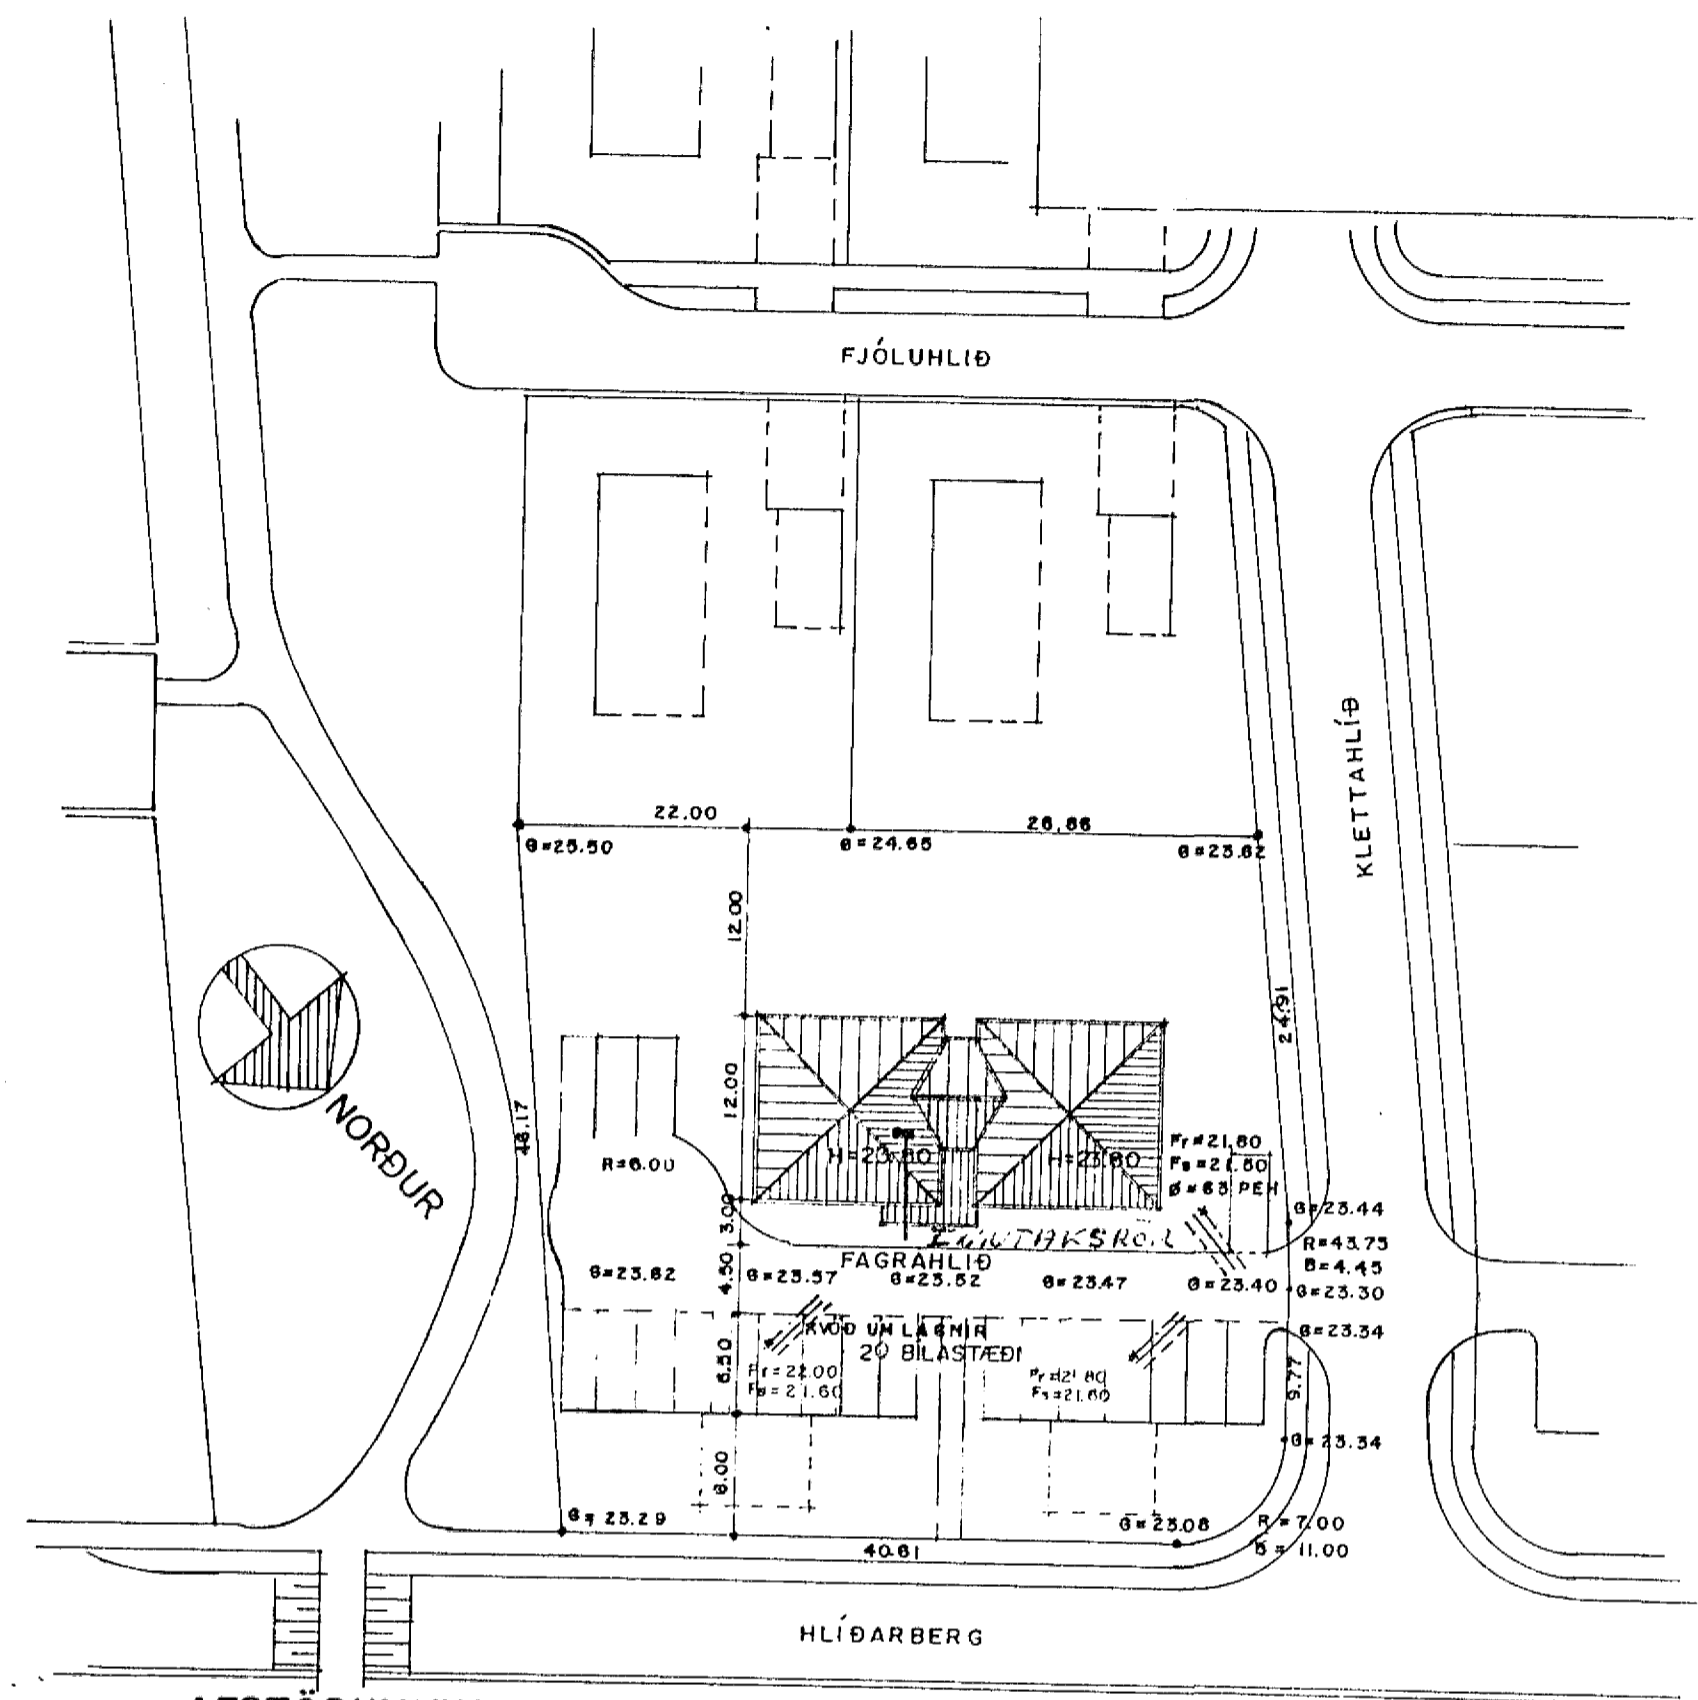 FJÓLUHLIÐ
KLETTAHLÍÐ
22.00
26.86
G=25.50
G=24.65
G=23.62
12.00
24.91
NORÐUR
12.00
48.17
R=6.00
H=23.80
H=23.80
Fr=21.80
Fs=21.60
Ø=63 PEH
3.00
G=23.44
INNTAKSRÖR
R=43.75
B=4.45
FAGRAHLIÐ
G=23.62
4.50
G=23.57
G=23.52
G=23.47
G=23.40
G=23.30
KVÖÐ UM LAGNIR
G=23.34
20 BÍLASTÆÐI
6.50
Fr=22.00
Fs=21.60
Fr=21.80
Fs=21.60
9.77
G=23.34
6.00
G=23.29
G=23.08
R=7.00
B=11.00
40.61
HLÍÐARBERG